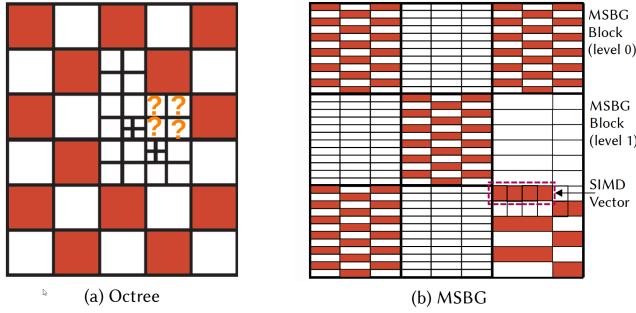 ? ?
? ?
(a) Octree
MSBG
Block
(level 0)
MSBG
Block
(level 1)
SIMD
Vector
(b) MSBG